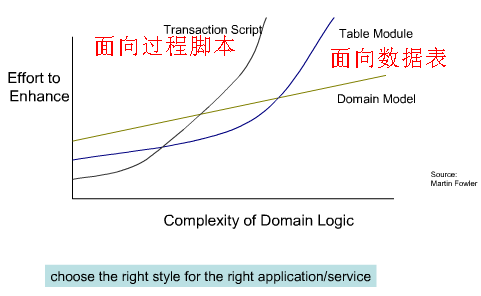 Transaction Script
面向过程脚本
Table Module
面向数据表
Effort to
Enhance
Domain Model
Source:
Martin Fowler
Complexity of Domain Logic
choose the right style for the right application/service